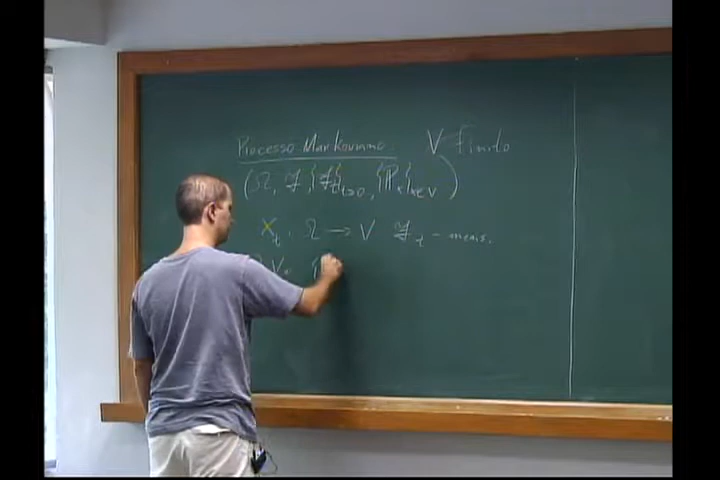 Processo Markoviano V finito
(Ω, ℱ, {ℱ_t}_{t≥0}, {ℙ_x}_{x∈V})
X_t : Ω → V ℱ_t - mens.